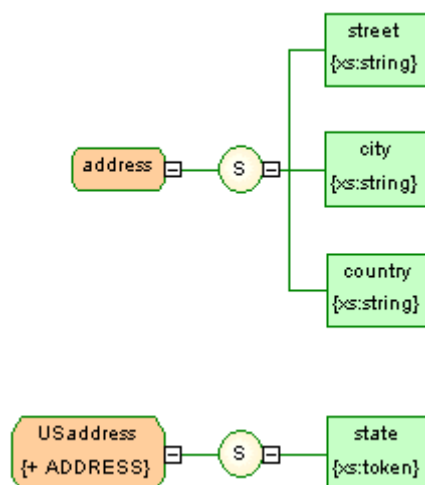 street
{xs:string}
address
S
city
{xs:string}
country
{xs:string}
USaddress
{+ ADDRESS}
S
state
{xs:token}